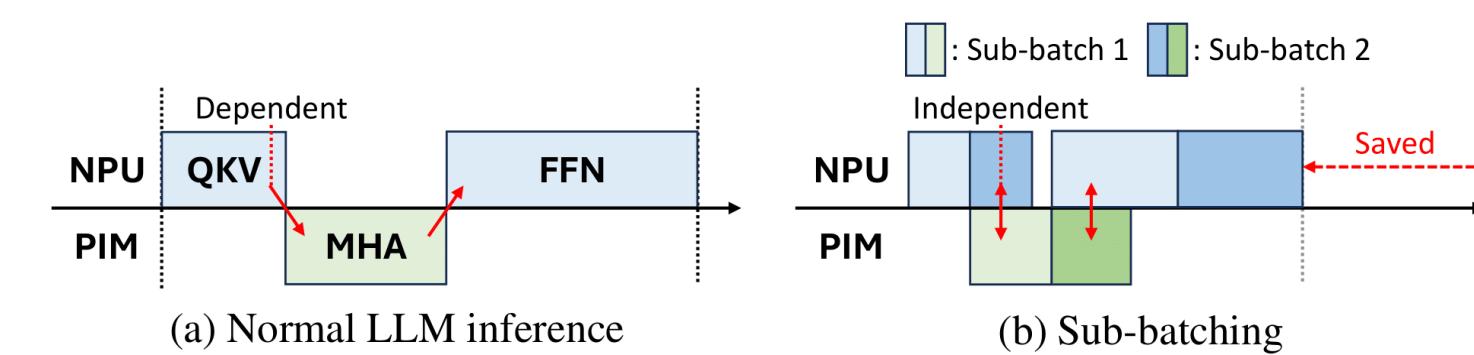 Dependent
NPU QKV FFN
PIM MHA
(a) Normal LLM inference
: Sub-batch 1 : Sub-batch 2
Independent
NPU Saved
PIM
(b) Sub-batching